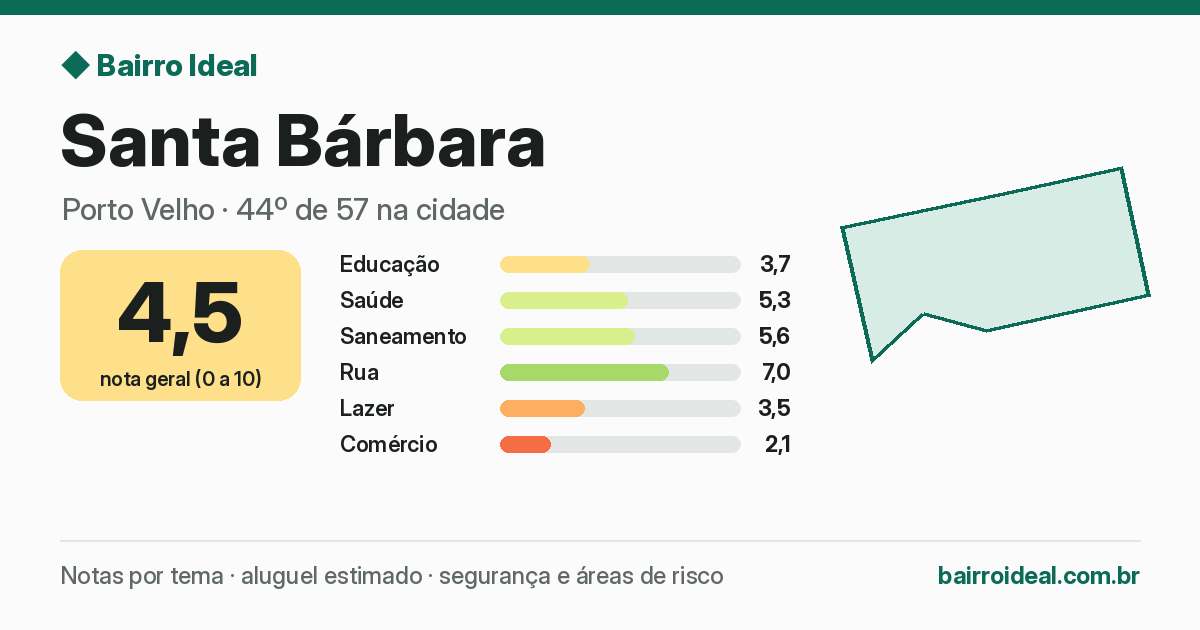 Bairro Ideal
Santa Bárbara
Porto Velho · 44º de 57 na cidade
4,5
nota geral (0 a 10)
Educação 3,7
Saúde 5,3
Saneamento 5,6
Rua 7,0
Lazer 3,5
Comércio 2,1
Notas por tema · aluguel estimado · segurança e áreas de risco
bairroideal.com.br